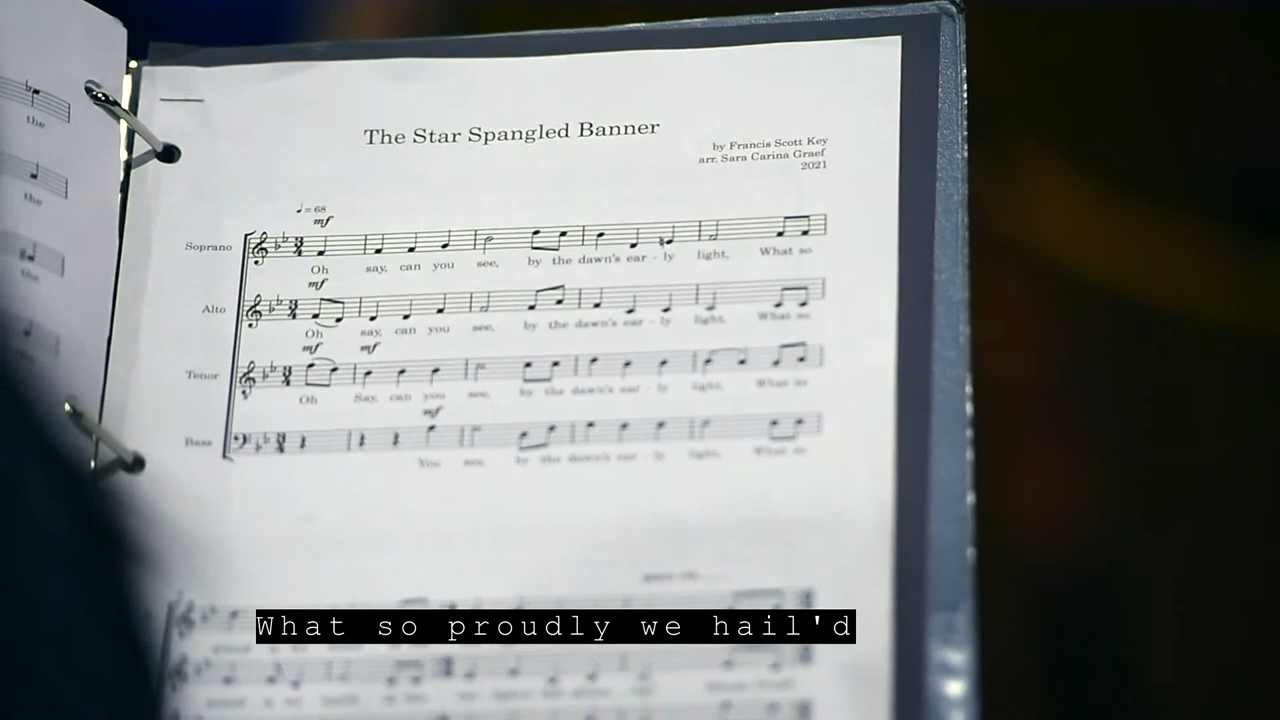 the
the
the
The Star Spangled Banner
by Francis Scott Key
arr. Sara Carina Graef
2021
♩= 68
mf
Soprano
Oh say, can you see, by the dawn's ear - ly light, What so
mf
Alto
Oh say, can you see, by the dawn's ear - ly light, What so
mf mf
Tenor
Oh Say, can you see, by the dawn's ear - ly light, What so
mf
Bass
You see, by the dawn's ear - ly light, What so
What so proudly we hail'd